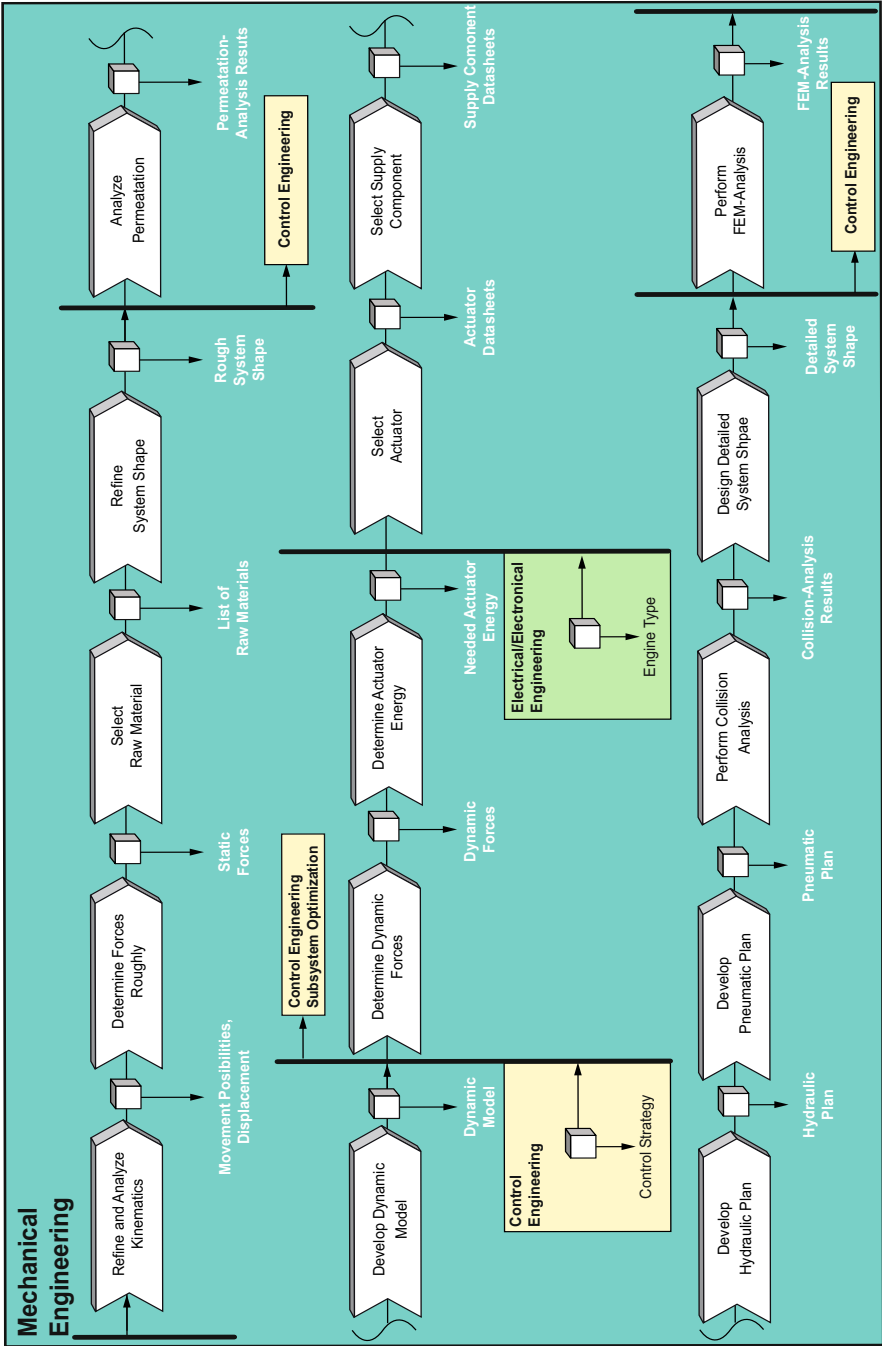 Mechanical
Engineering
Refine and Analyze
Kinematics
Movement Posibilities,
Displacement
Determine Forces
Roughly
Static
Forces
Select
Raw Material
List of
Raw Materials
Refine
System Shape
Rough
System
Shape
Control Engineering
Analyze
Permeatation
Permeatation-
Analysis Resuts
Develop Dynamic
Model
Dynamic
Model
Control
Engineering
Control Strategy
Control Engineering
Subsystem Optimization
Determine Dynamic
Forces
Dynamic
Forces
Determine Actuator
Energy
Needed Actuator
Energy
Electrical/Electronical
Engineering
Engine Type
Select
Actuator
Actuator
Datasheets
Select Supply
Component
Supply Component
Datasheets
Develop
Hydraulic Plan
Hydraulic
Plan
Develop
Pneumatic Plan
Pneumatic
Plan
Perform Collision
Analysis
Collision-Analysis
Results
Design Detailed
System Shpae
Detailed
System
Shape
Control Engineering
Perform
FEM-Analysis
FEM-Analysis
Results